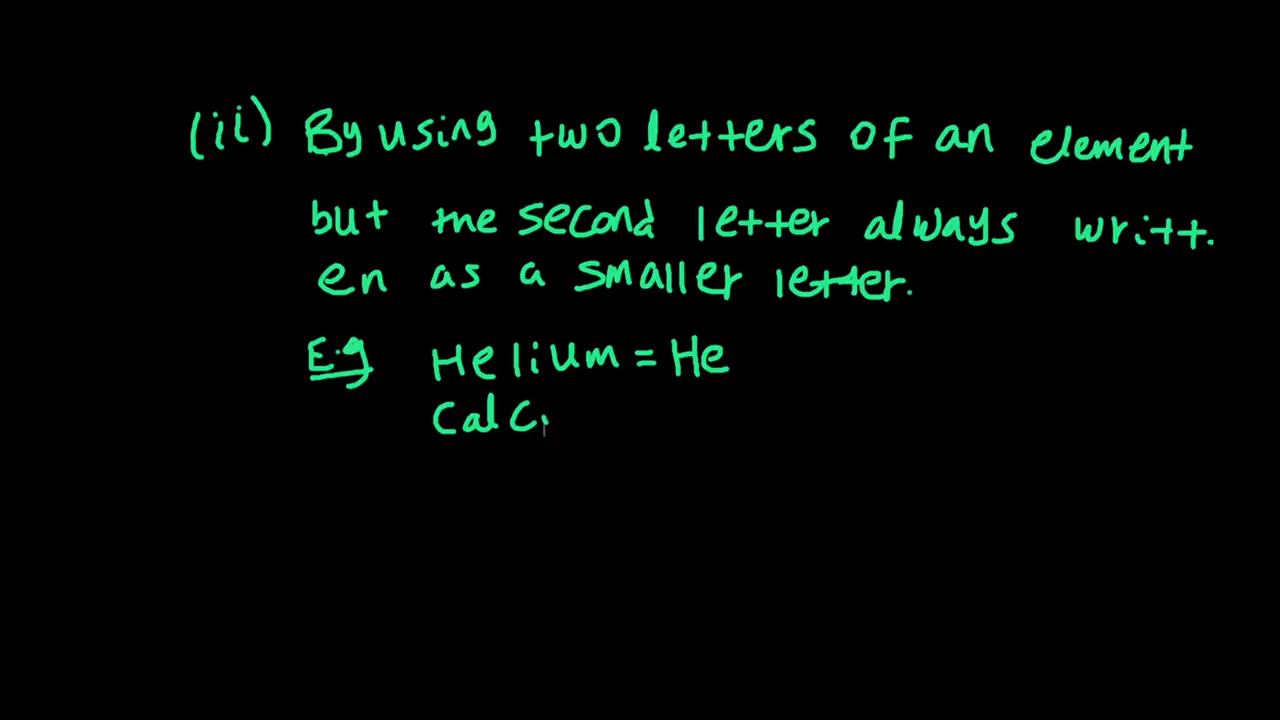 (ii) By using two letters of an element
but the second letter always writt.
en as a smaller letter.
E.g Helium = He
Calci